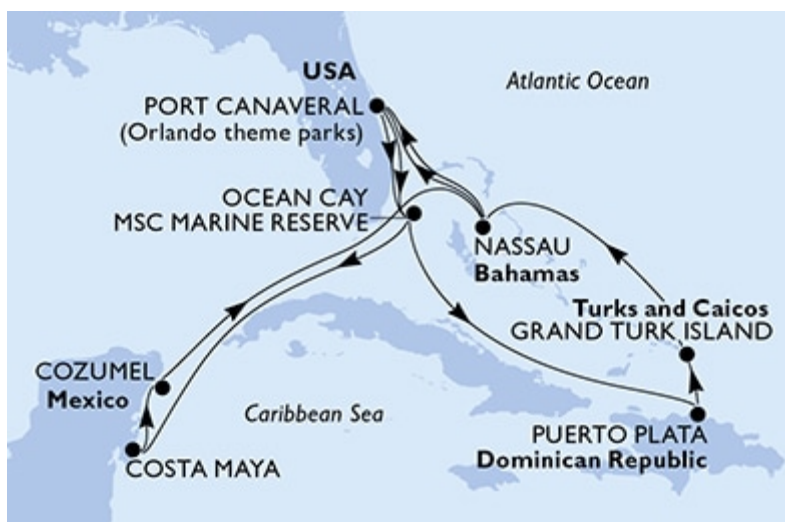 USA
Atlantic Ocean
PORT CANAVERAL
(Orlando theme parks)
OCEAN CAY
MSC MARINE RESERVE
NASSAU
Bahamas
Turks and Caicos
GRAND TURK ISLAND
COZUMEL
Mexico
Caribbean Sea
PUERTO PLATA
Dominican Republic
COSTA MAYA